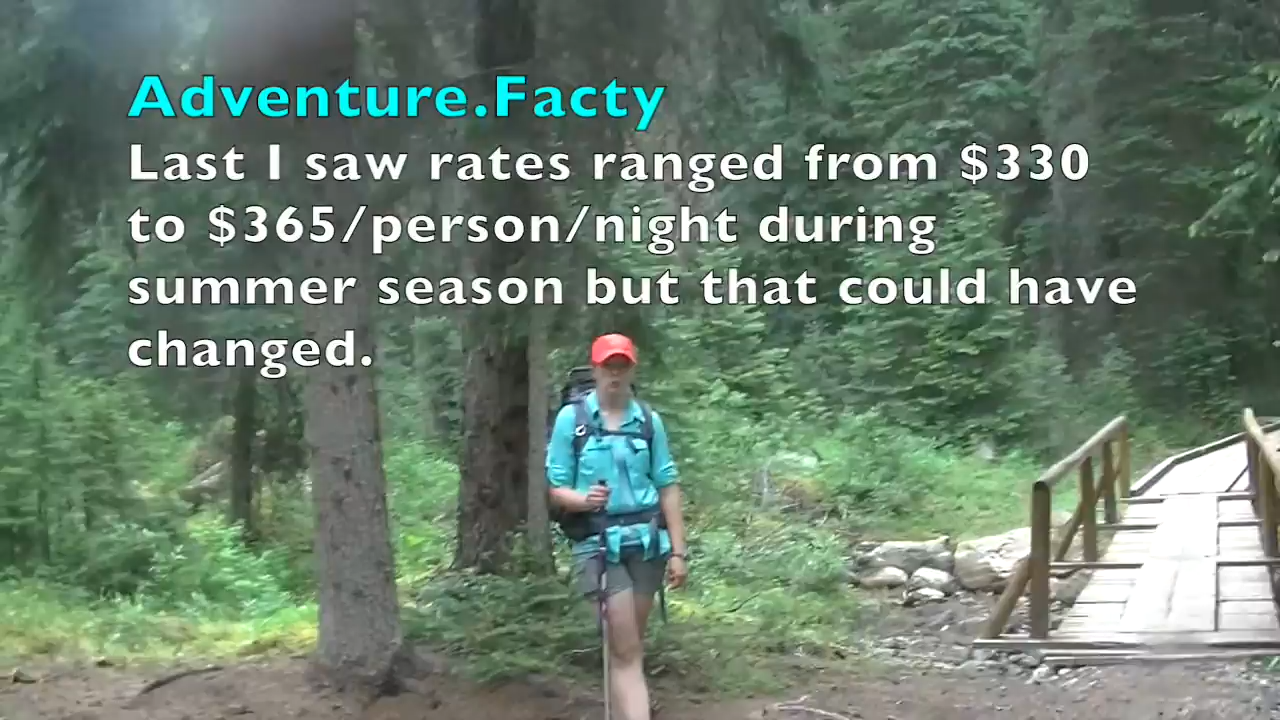 Adventure.Facty
Last I saw rates ranged from $330
to $365/person/night during
summer season but that could have
changed.